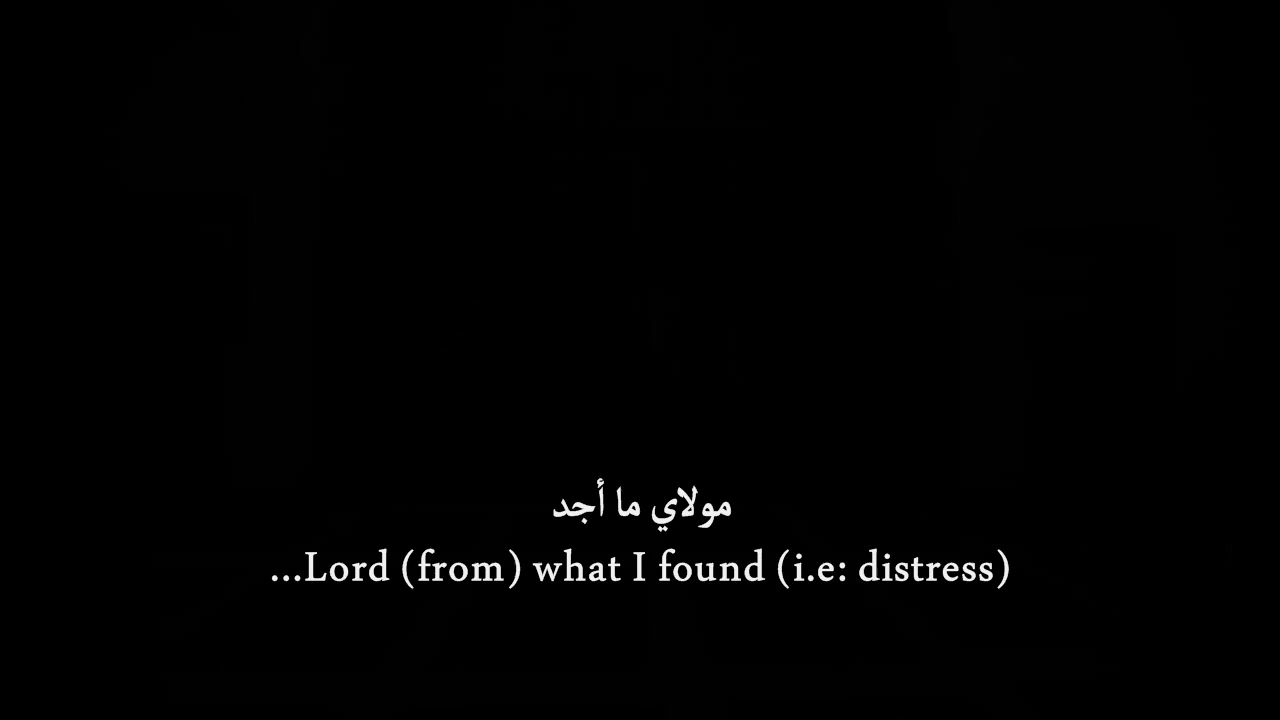 مولاي ما أجد
...Lord (from) what I found (i.e: distress)